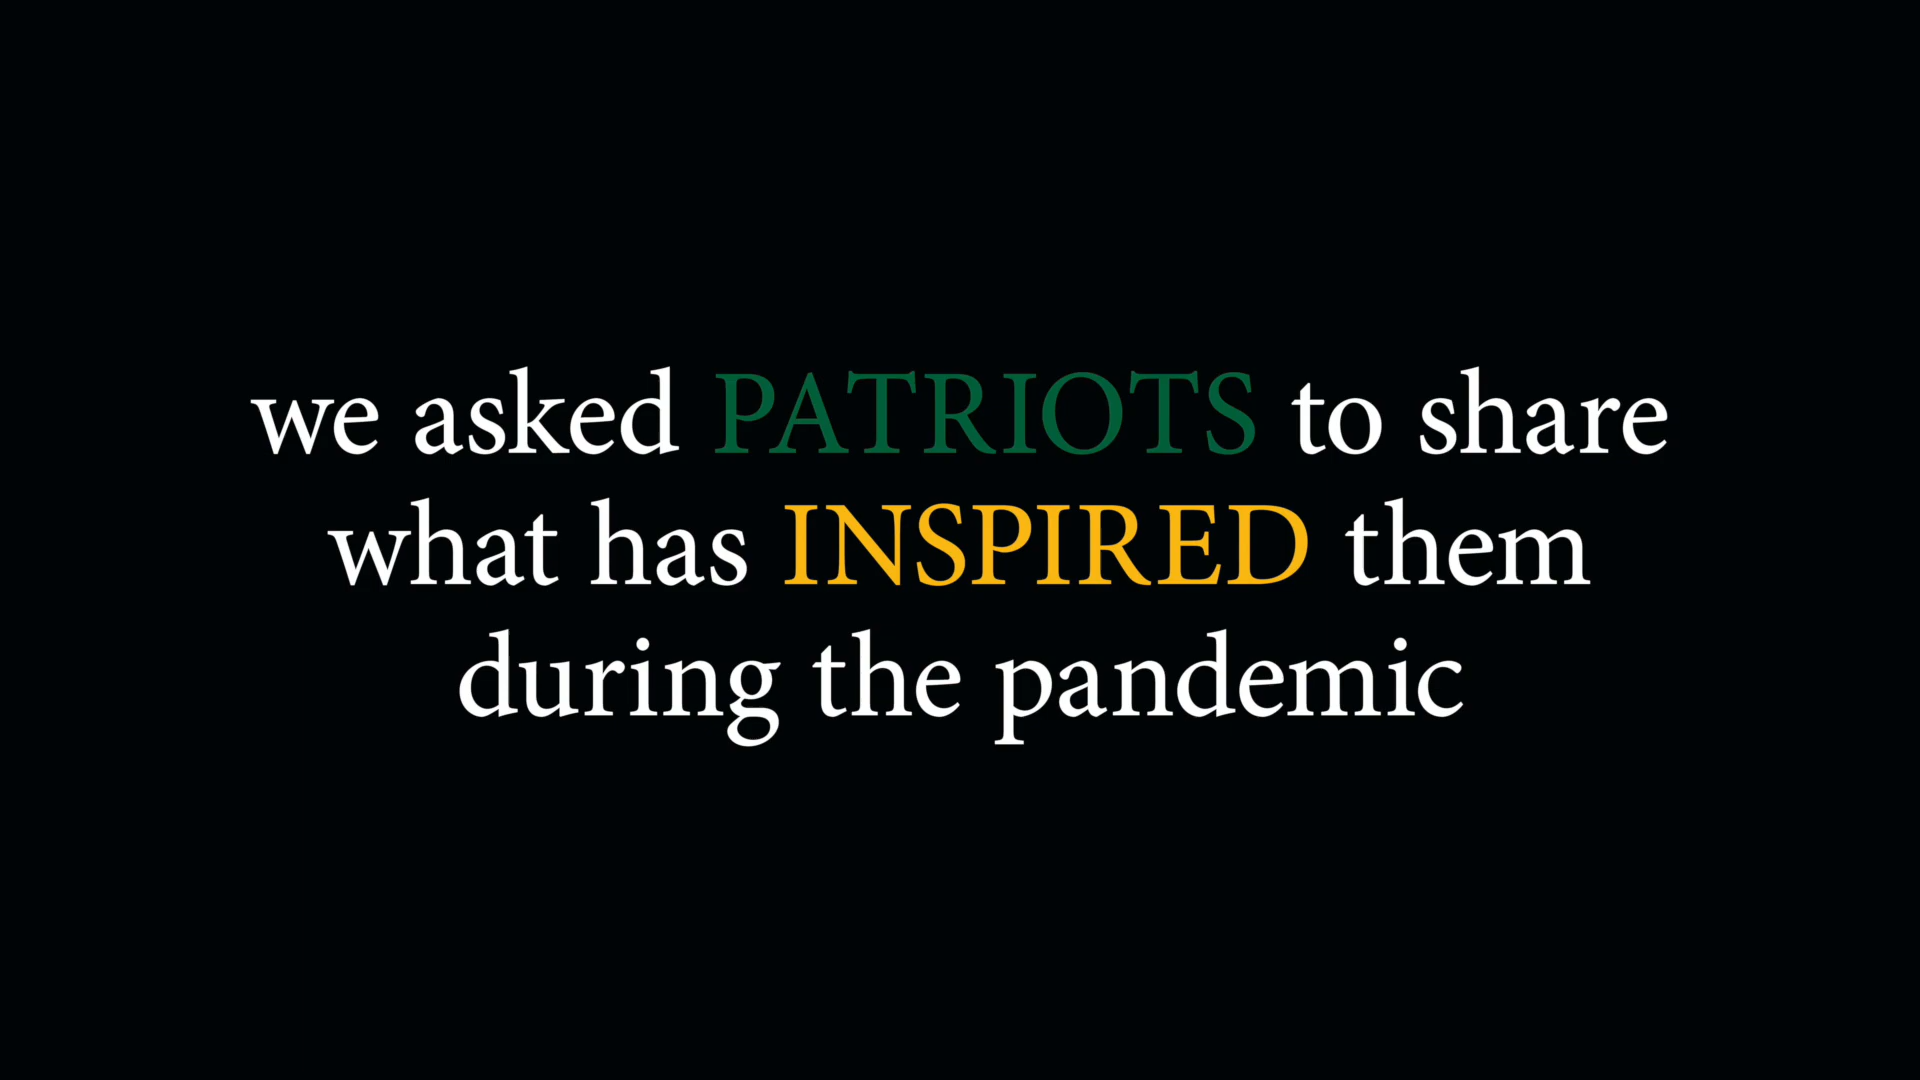 we asked PATRIOTS to share
what has INSPIRED them
during the pandemic